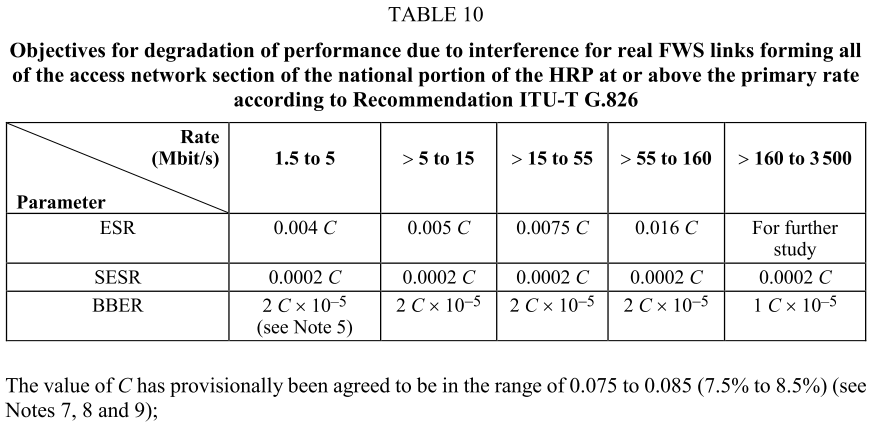 TABLE 10
Objectives for degradation of performance due to interference for real FWS links forming all
of the access network section of the national portion of the HRP at or above the primary rate
according to Recommendation ITU-T G.826
Rate
(Mbit/s)
Parameter
1.5 to 5
> 5 to 15
> 15 to 55
> 55 to 160
> 160 to 3 500
ESR
0.004 C
0.005 C
0.0075 C
0.016 C
For further
study
SESR
0.0002 C
0.0002 C
0.0002 C
0.0002 C
0.0002 C
BBER
2 C × 10–5
(see Note 5)
2 C × 10–5
2 C × 10–5
2 C × 10–5
1 C × 10–5
The value of C has provisionally been agreed to be in the range of 0.075 to 0.085 (7.5% to 8.5%) (see
Notes 7, 8 and 9);